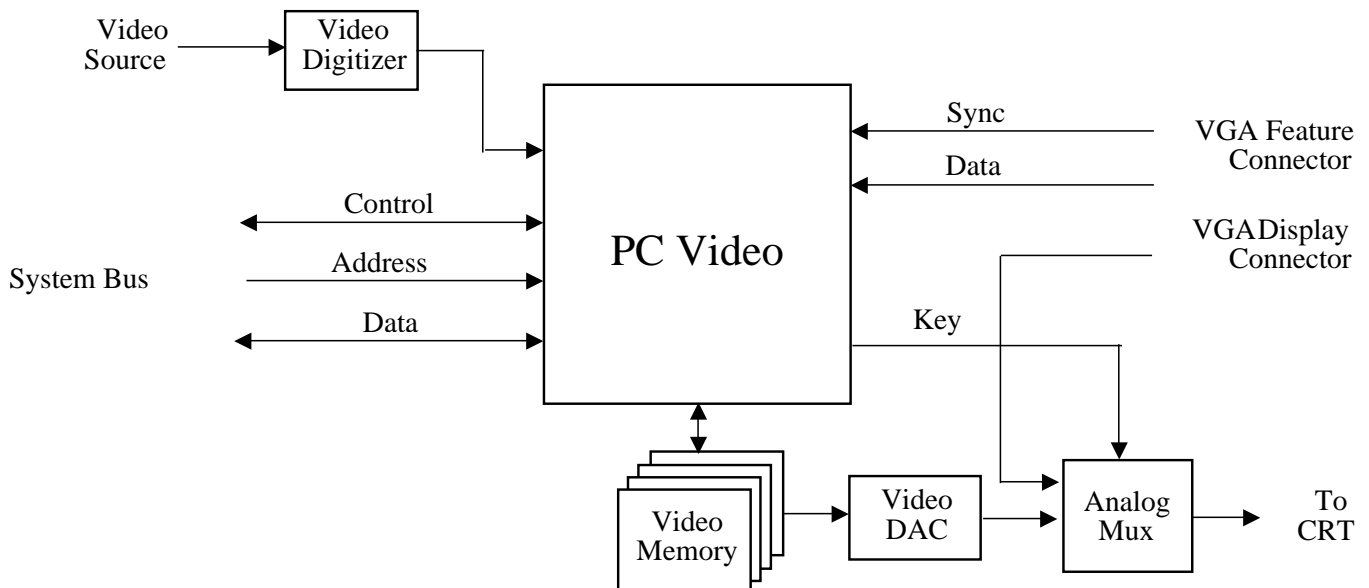 Video
Source
Video
Digitizer
Sync
VGA Feature
Connector
Data
Control
PC Video
VGADisplay
Connector
System Bus
Address
Data
Key
Video
Memory
Video
DAC
Analog
Mux
To
CRT